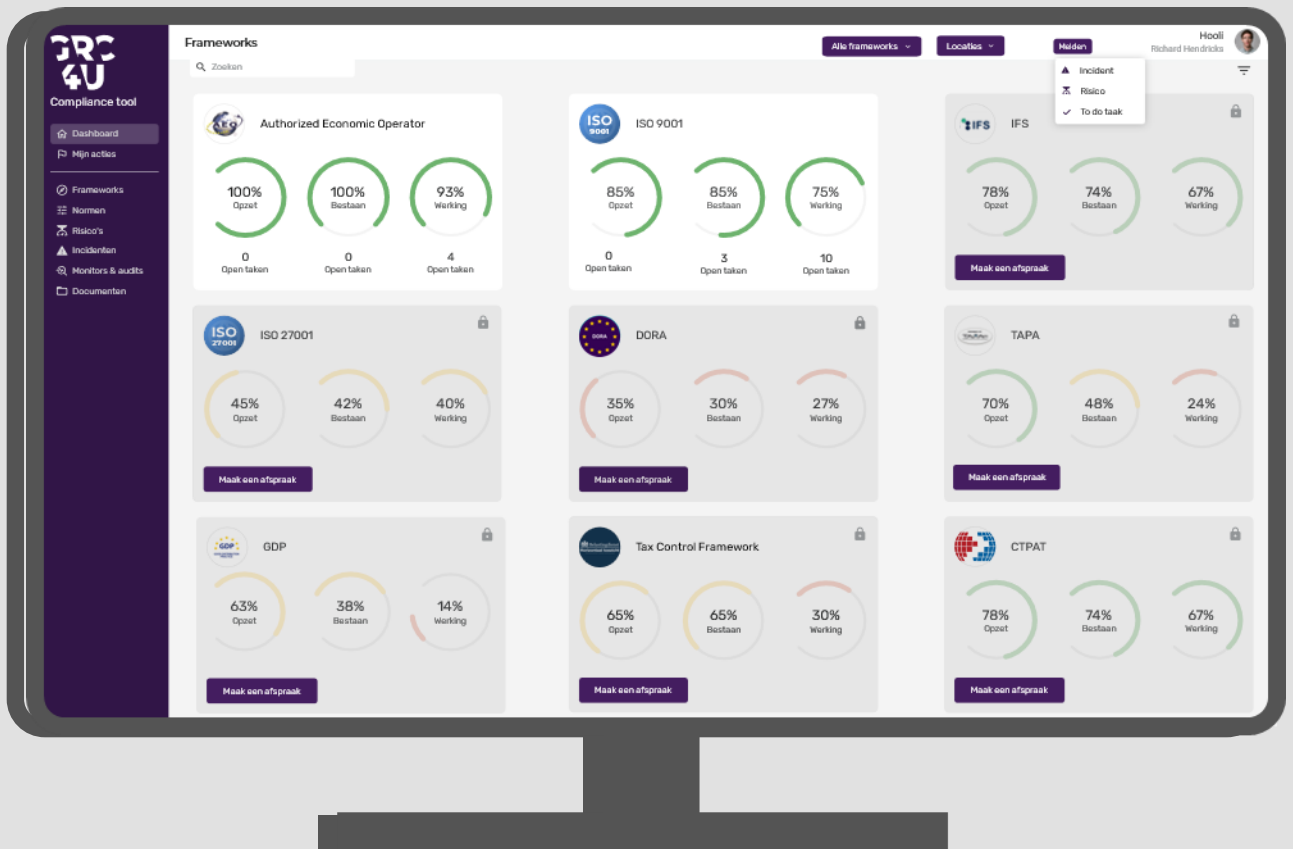 GRC
4U
Compliance tool
Dashboard
Mijn acties
Frameworks
Normen
Risico's
Incidenten
Monitors & audits
Documenten
Frameworks
Zoeken
Alle frameworks
Locaties
Melden
Incident
Risico
To do taak
Hooli
Richard Hendricks
AEO
Authorized Economic Operator
100%
Opzet
100%
Bestaan
93%
Werking
0
Open taken
0
Open taken
4
Open taken
ISO
9001
ISO 9001
85%
Opzet
85%
Bestaan
75%
Werking
0
Open taken
3
Open taken
10
Open taken
IFS
IFS
78%
Opzet
74%
Bestaan
67%
Werking
Maak een afspraak
ISO
27001
ISO 27001
45%
Opzet
42%
Bestaan
40%
Werking
Maak een afspraak
DORA
DORA
35%
Opzet
30%
Bestaan
27%
Werking
Maak een afspraak
TAPA
70%
Opzet
48%
Bestaan
24%
Werking
Maak een afspraak
GDP
GDP
63%
Opzet
38%
Bestaan
14%
Werking
Maak een afspraak
Tax Control Framework
65%
Opzet
65%
Bestaan
30%
Werking
Maak een afspraak
CTPAT
78%
Opzet
74%
Bestaan
67%
Werking
Maak een afspraak